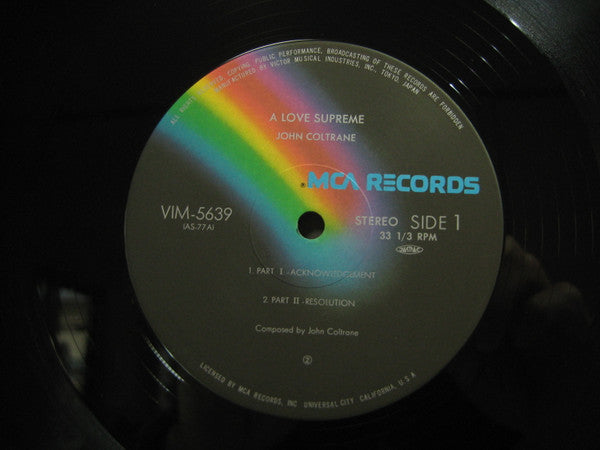 ALL RIGHTS RESERVED, COPYING, PUBLIC PERFORMANCE, BROADCASTING OF THESE RECORDS ARE FORBIDDEN
MANUFACTURED BY VICTOR MUSICAL INDUSTRIES, INC. TOKYO, JAPAN
A LOVE SUPREME
JOHN COLTRANE
MCA RECORDS
VIM-5639
(AS-77A)
STEREO SIDE 1
33 1/3 RPM
1. PART I -ACKNOWLEDGEMENT
2. PART II -RESOLUTION
Composed by John Coltrane
②
LICENSED BY MCA RECORDS, INC UNIVERSAL CITY, CALIFORNIA, U.S.A